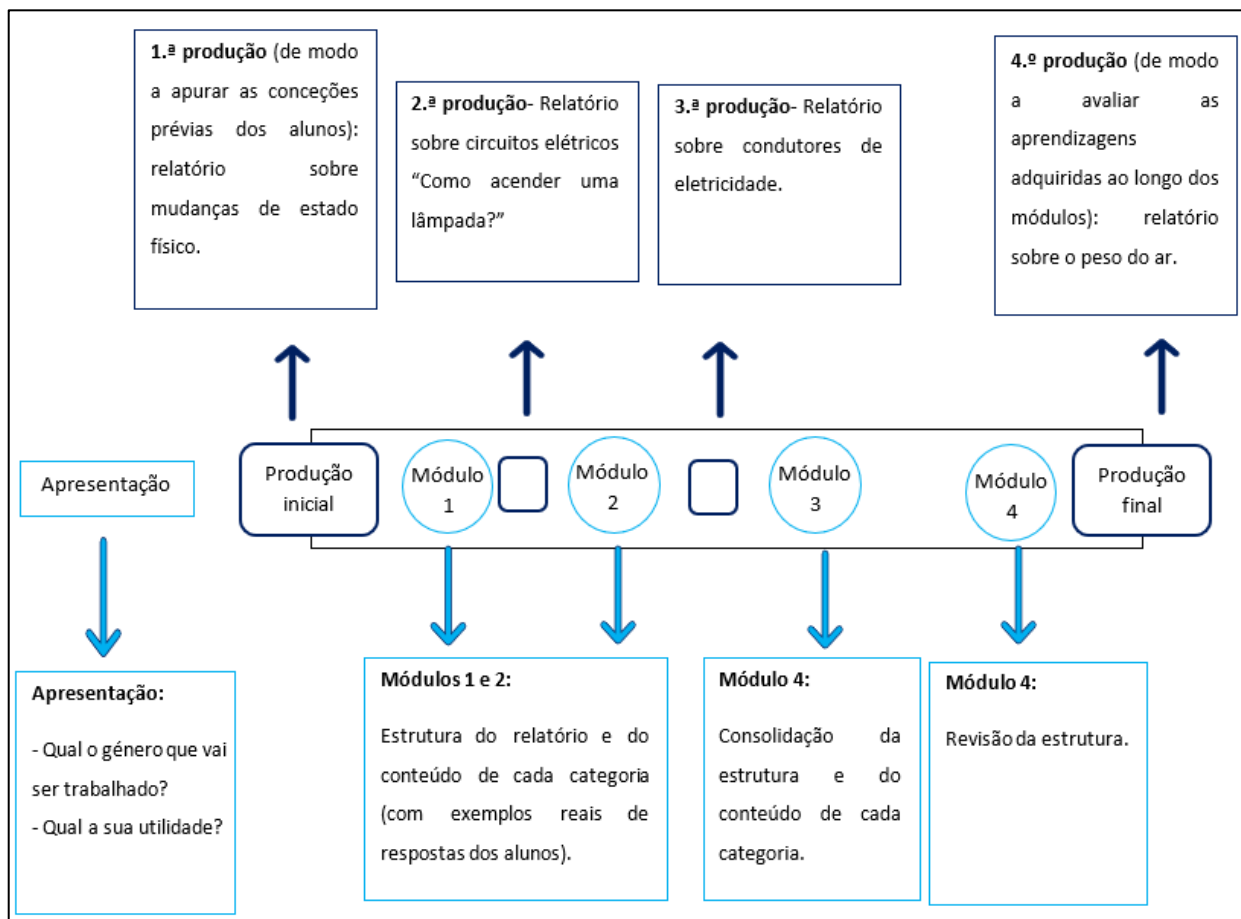 1.ª produção (de modo
a apurar as conceções
prévias dos alunos):
relatório sobre
mudanças de estado
físico.
2.ª produção- Relatório
sobre circuitos elétricos
“Como acender uma
lâmpada?”
3.ª produção- Relatório
sobre condutores de
eletricidade.
4.º produção (de modo
a avaliar as
aprendizagens
adquiridas ao longo dos
módulos): relatório
sobre o peso do ar.
Apresentação
Produção
inicial
Módulo
1
Módulo
2
Módulo
3
Módulo
4
Produção
final
Apresentação:
- Qual o género que vai
ser trabalhado?
- Qual a sua utilidade?
Módulos 1 e 2:
Estrutura do relatório e do
conteúdo de cada categoria
(com exemplos reais de
respostas dos alunos).
Módulo 4:
Consolidação da
estrutura e do
conteúdo de cada
categoria.
Módulo 4:
Revisão da estrutura.